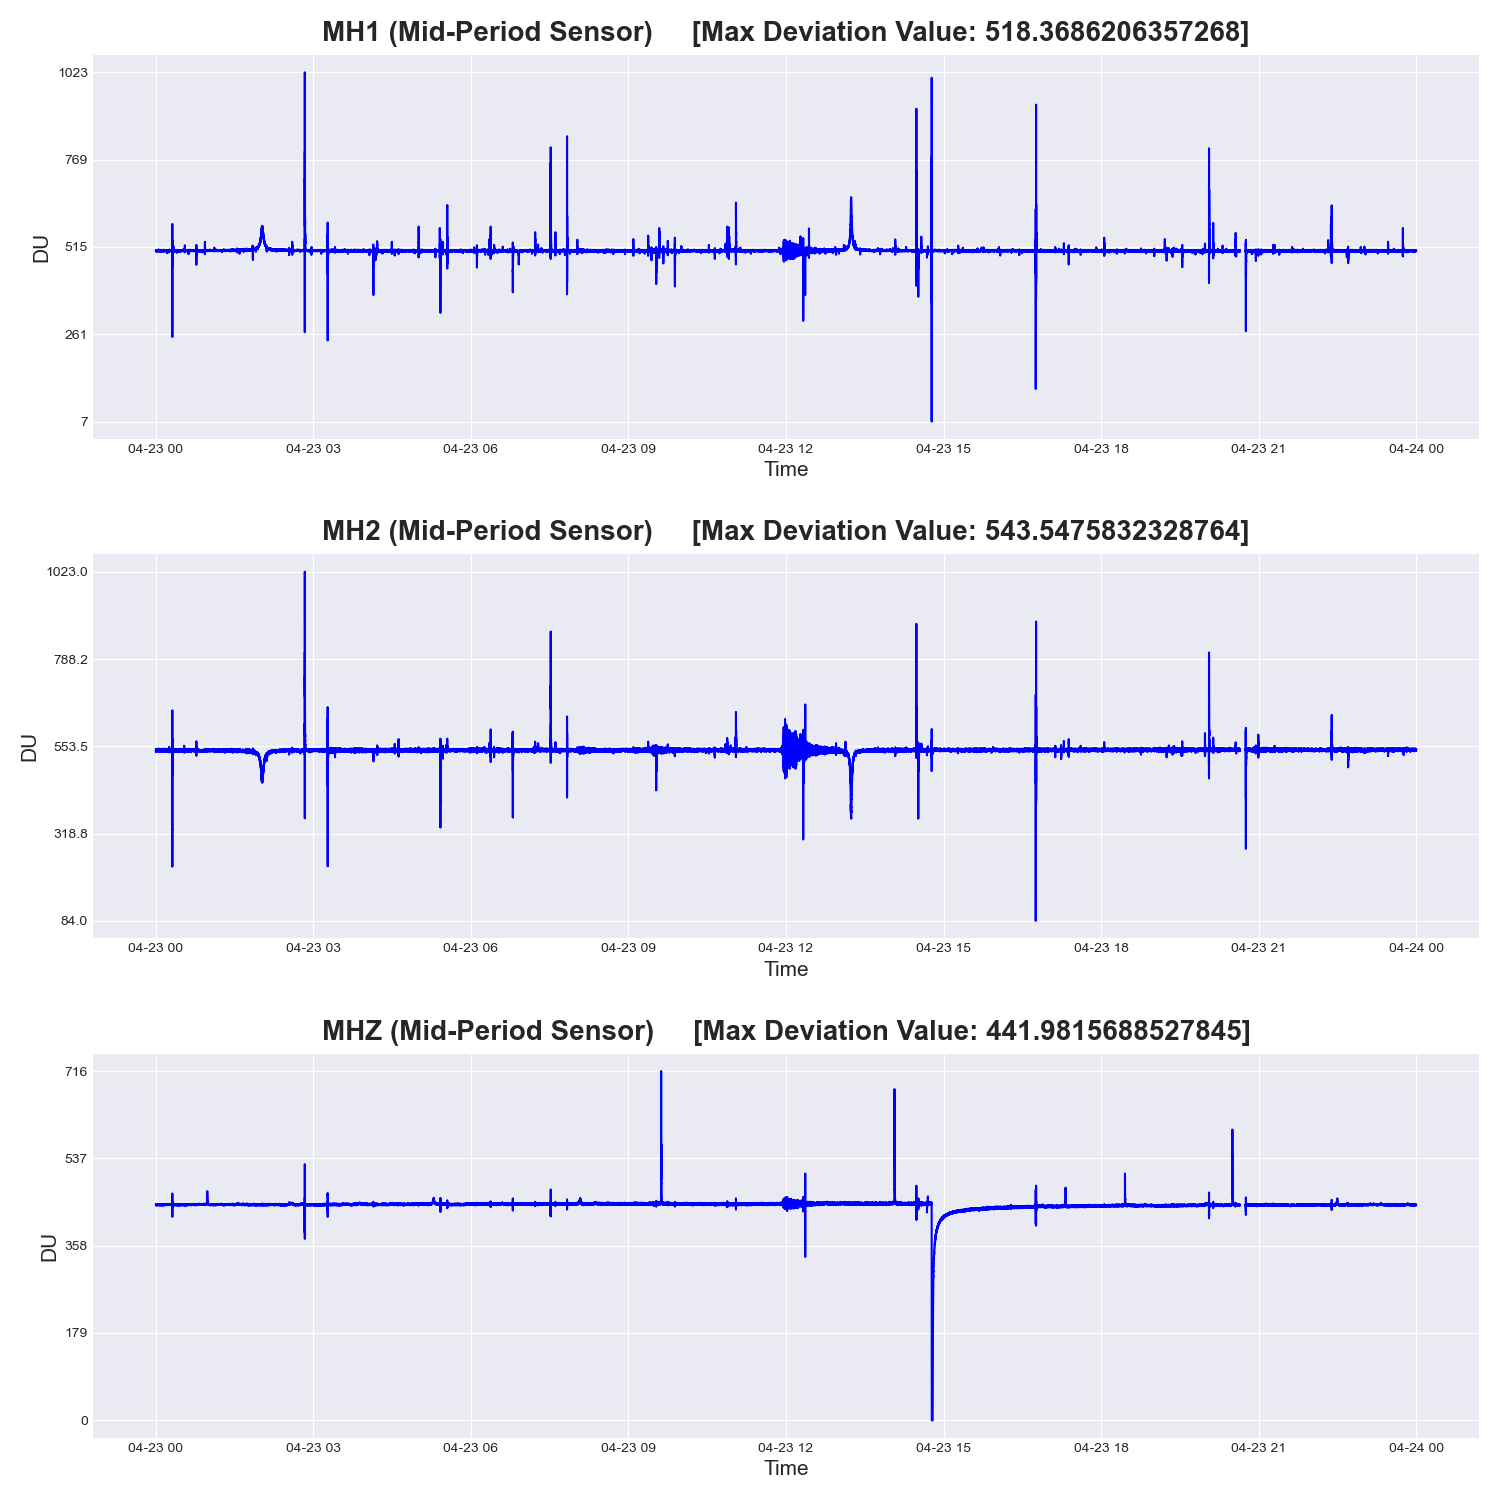 MH1 (Mid-Period Sensor) [Max Deviation Value: 518.3686206357268]
1023
769
515
261
7
DU
04-23 00 04-23 03 04-23 06 04-23 09 04-23 12 04-23 15 04-23 18 04-23 21 04-24 00
Time
MH2 (Mid-Period Sensor) [Max Deviation Value: 543.5475832328764]
1023.0
788.2
553.5
318.8
84.0
DU
04-23 00 04-23 03 04-23 06 04-23 09 04-23 12 04-23 15 04-23 18 04-23 21 04-24 00
Time
MHZ (Mid-Period Sensor) [Max Deviation Value: 441.9815688527845]
716
537
358
179
0
DU
04-23 00 04-23 03 04-23 06 04-23 09 04-23 12 04-23 15 04-23 18 04-23 21 04-24 00
Time